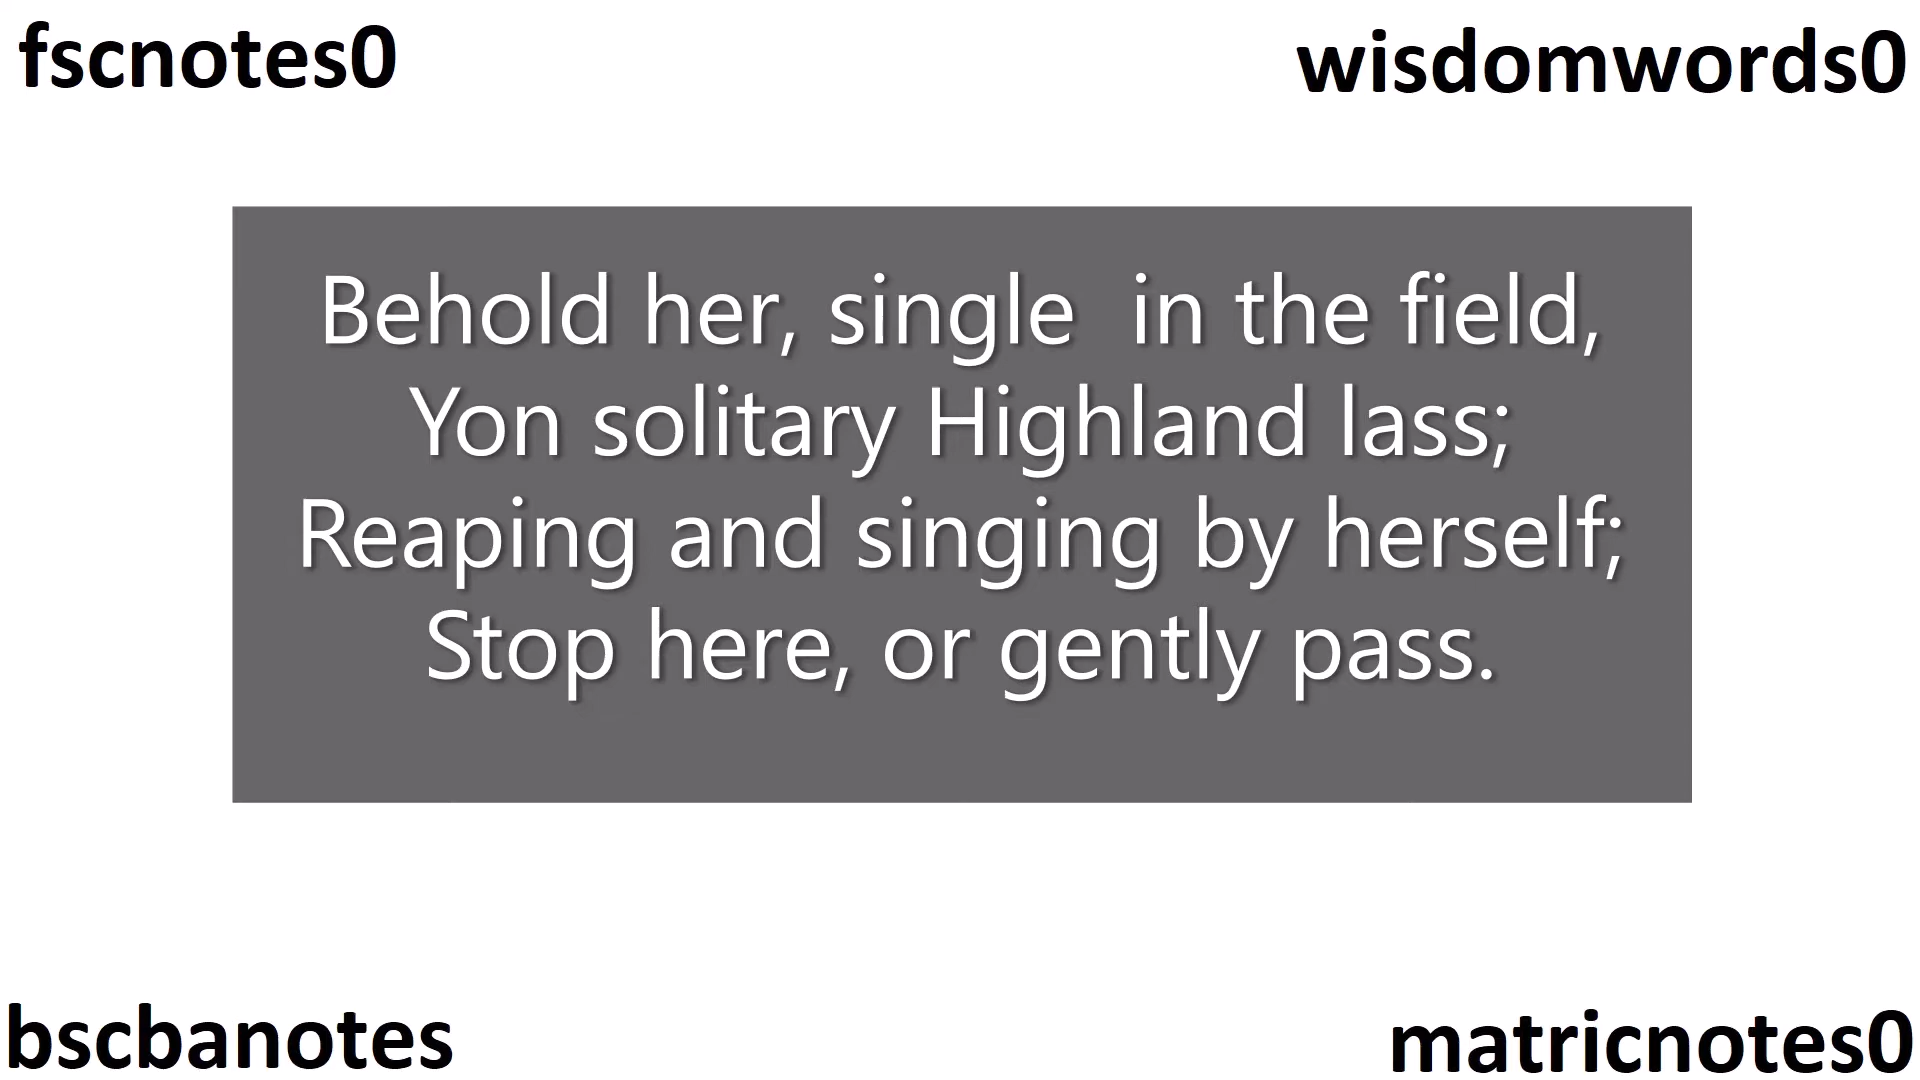 fscnotes0
wisdomwords0
Behold her, single  in the field,
Yon solitary Highland lass;
Reaping and singing by herself;
Stop here, or gently pass.
bscbanotes
matricnotes0